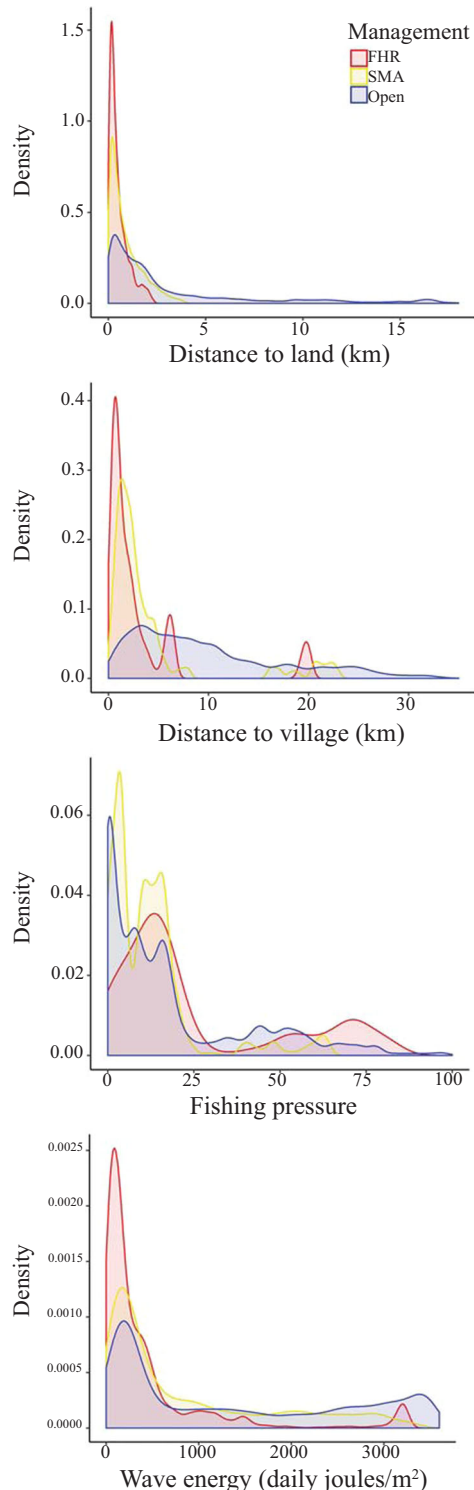 Management
FHR
SMA
Open
1.5
1.0
0.5
0.0
Density
0 5 10 15
Distance to land (km)
0.4
0.3
0.2
0.1
0.0
Density
0 10 20 30
Distance to village (km)
0.06
0.04
0.02
0.00
Density
0 25 50 75 100
Fishing pressure
0.0025
0.0020
0.0015
0.0010
0.0005
0.0000
Density
0 1000 2000 3000
Wave energy (daily joules/m²)